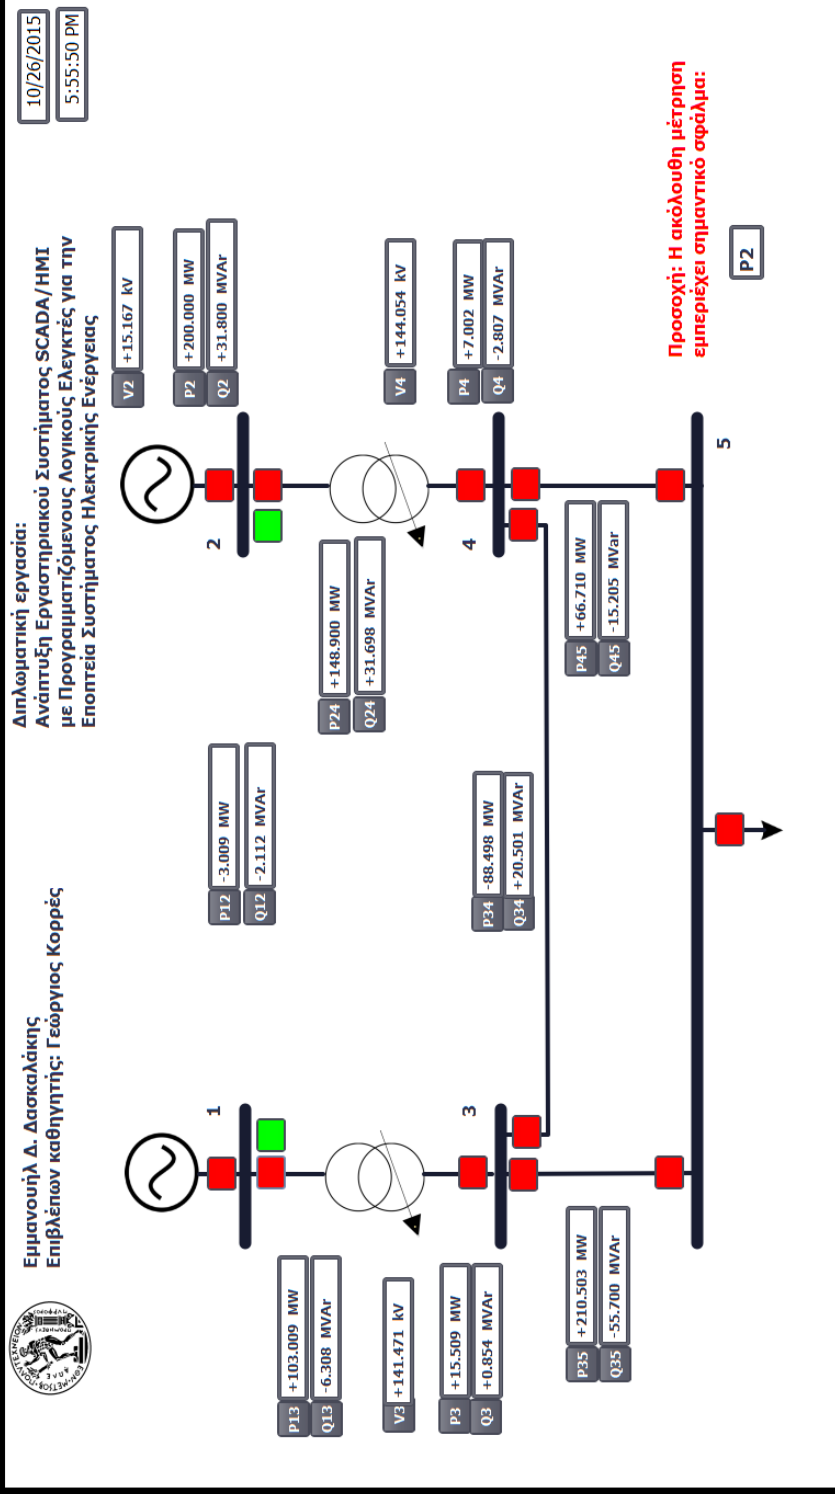 Εμμανουήλ Δ. Δασκαλάκης
Επιβλέπων καθηγητής: Γεώργιος Κορρές
Διπλωματική εργασία:
Ανάπτυξη Εργαστηριακού Συστήματος SCADA/HMI
με Προγραμματιζόμενους Λογικούς Ελεγκτές για την
Εποπτεία Συστήματος Ηλεκτρικής Ενέργειας
10/26/2015
5:55:50 PM
V2 +15.167 kV
P2 +200.000 MW
Q2 +31.800 MVAr
1
2
P12 -3.009 MW
Q12 -2.112 MVAr
P13 +103.009 MW
Q13 -6.308 MVAr
P24 +148.900 MW
Q24 +31.698 MVAr
V3 +141.471 kV
V4 +144.054 kV
P3 +15.509 MW
Q3 +0.854 MVAr
3
P34 -88.498 MW
Q34 +20.501 MVAr
4
P4 +7.002 MW
Q4 -2.807 MVAr
P35 +210.503 MW
Q35 -55.700 MVAr
P45 +66.710 MW
Q45 -15.205 MVar
5
Προσοχή: Η ακόλουθη μέτρηση
εμπεριέχει σημαντικό σφάλμα:
P2